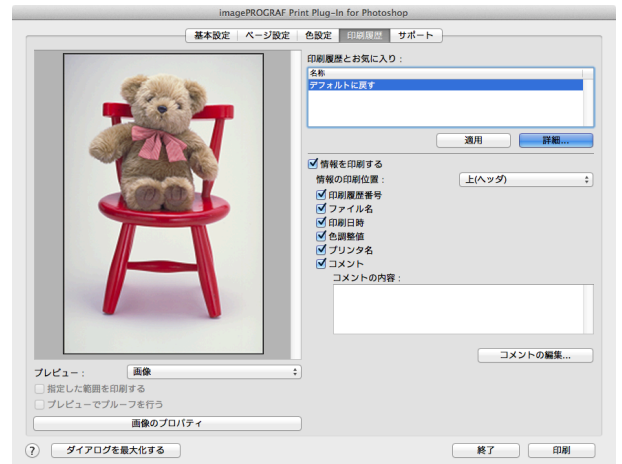 imagePROGRAF Print Plug-In for Photoshop
基本設定 ページ設定 色設定 印刷履歴 サポート
印刷履歴とお気に入り：
名称
デフォルトに戻す
適用 詳細...
情報を印刷する
情報の印刷位置： 上(ヘッダ)
印刷履歴番号
ファイル名
印刷日時
色調整値
プリンタ名
コメント
コメントの内容：
コメントの編集...
プレビュー： 画像
指定した範囲を印刷する
プレビューでプルーフを行う
画像のプロパティ
? ダイアログを最大化する 終了 印刷